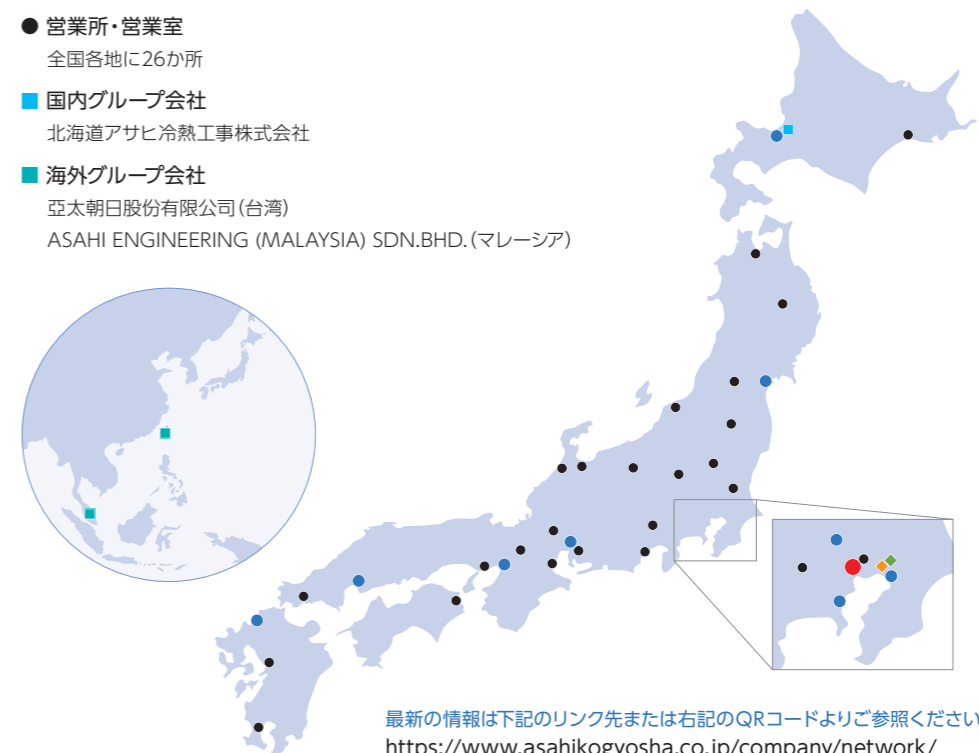 ● 営業所・営業室
全国各地に26か所
■ 国内グループ会社
北海道アサヒ冷熱工事株式会社
■ 海外グループ会社
亞太朝日股份有限公司(台湾)
ASAHI ENGINEERING (MALAYSIA) SDN.BHD.(マレーシア)
最新の情報は下記のリンク先または右記のQRコードよりご参照ください
https://www.asahikogyosha.co.jp/company/network/